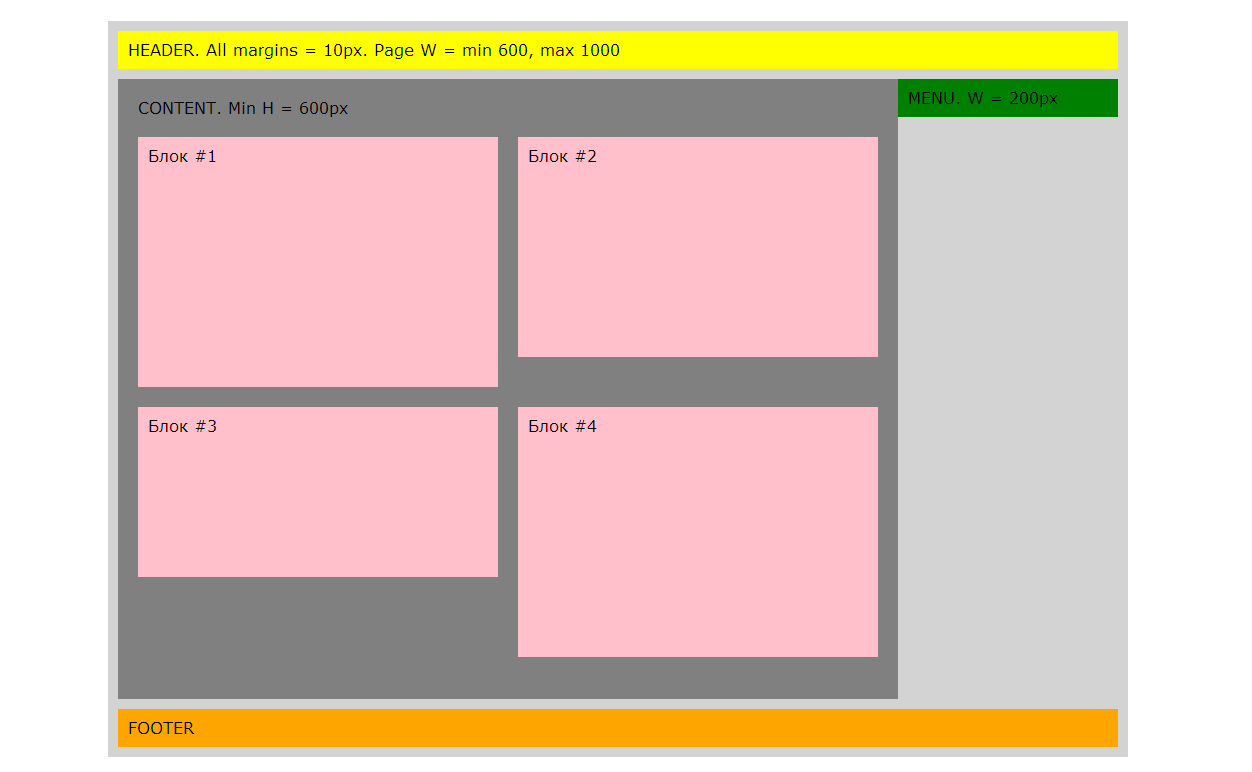 HEADER. All margins = 10px. Page W = min 600, max 1000
CONTENT. Min H = 600px
MENU. W = 200px
Блок #1
Блок #2
Блок #3
Блок #4
FOOTER